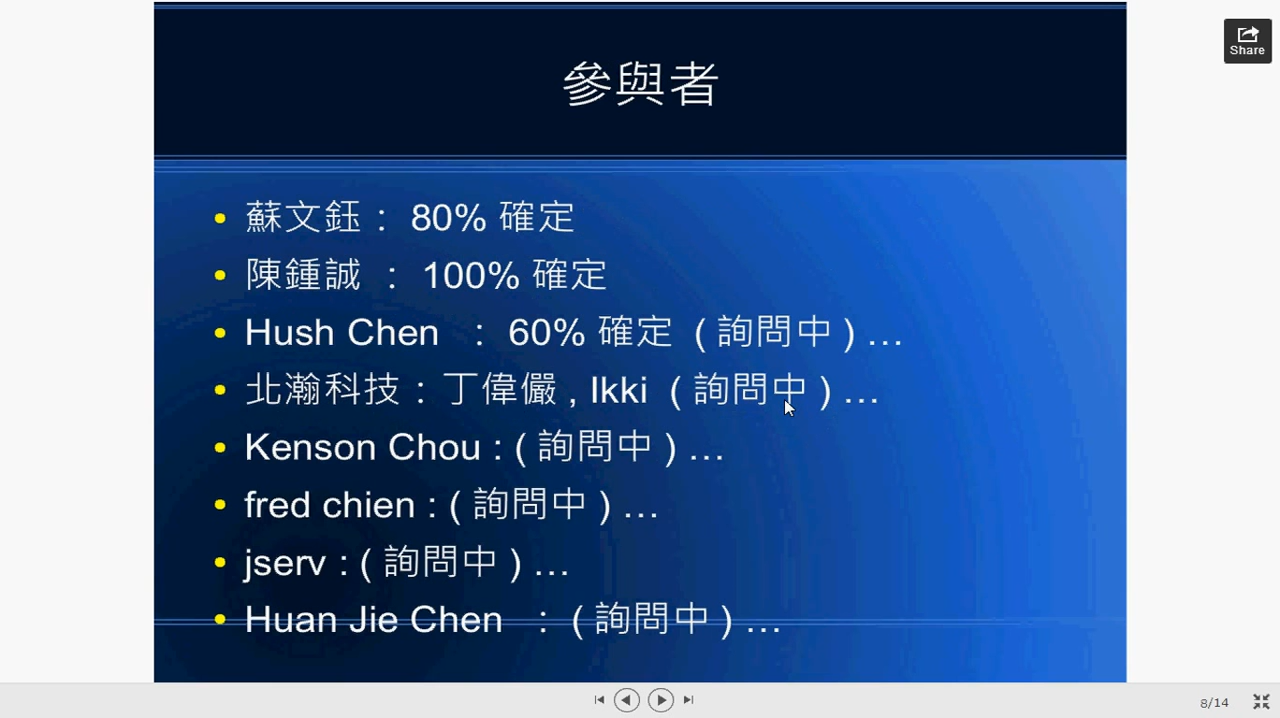 Share
參與者
蘇文鈺： 80% 確定
陳鍾誠 ： 100% 確定
Hush Chen ： 60% 確定 ( 詢問中 ) …
北瀚科技：丁偉儼 , Ikki ( 詢問中 ) …
Kenson Chou : ( 詢問中 ) …
fred chien : ( 詢問中 ) …
jserv : ( 詢問中 ) …
Huan Jie Chen ： ( 詢問中 ) …
8/14